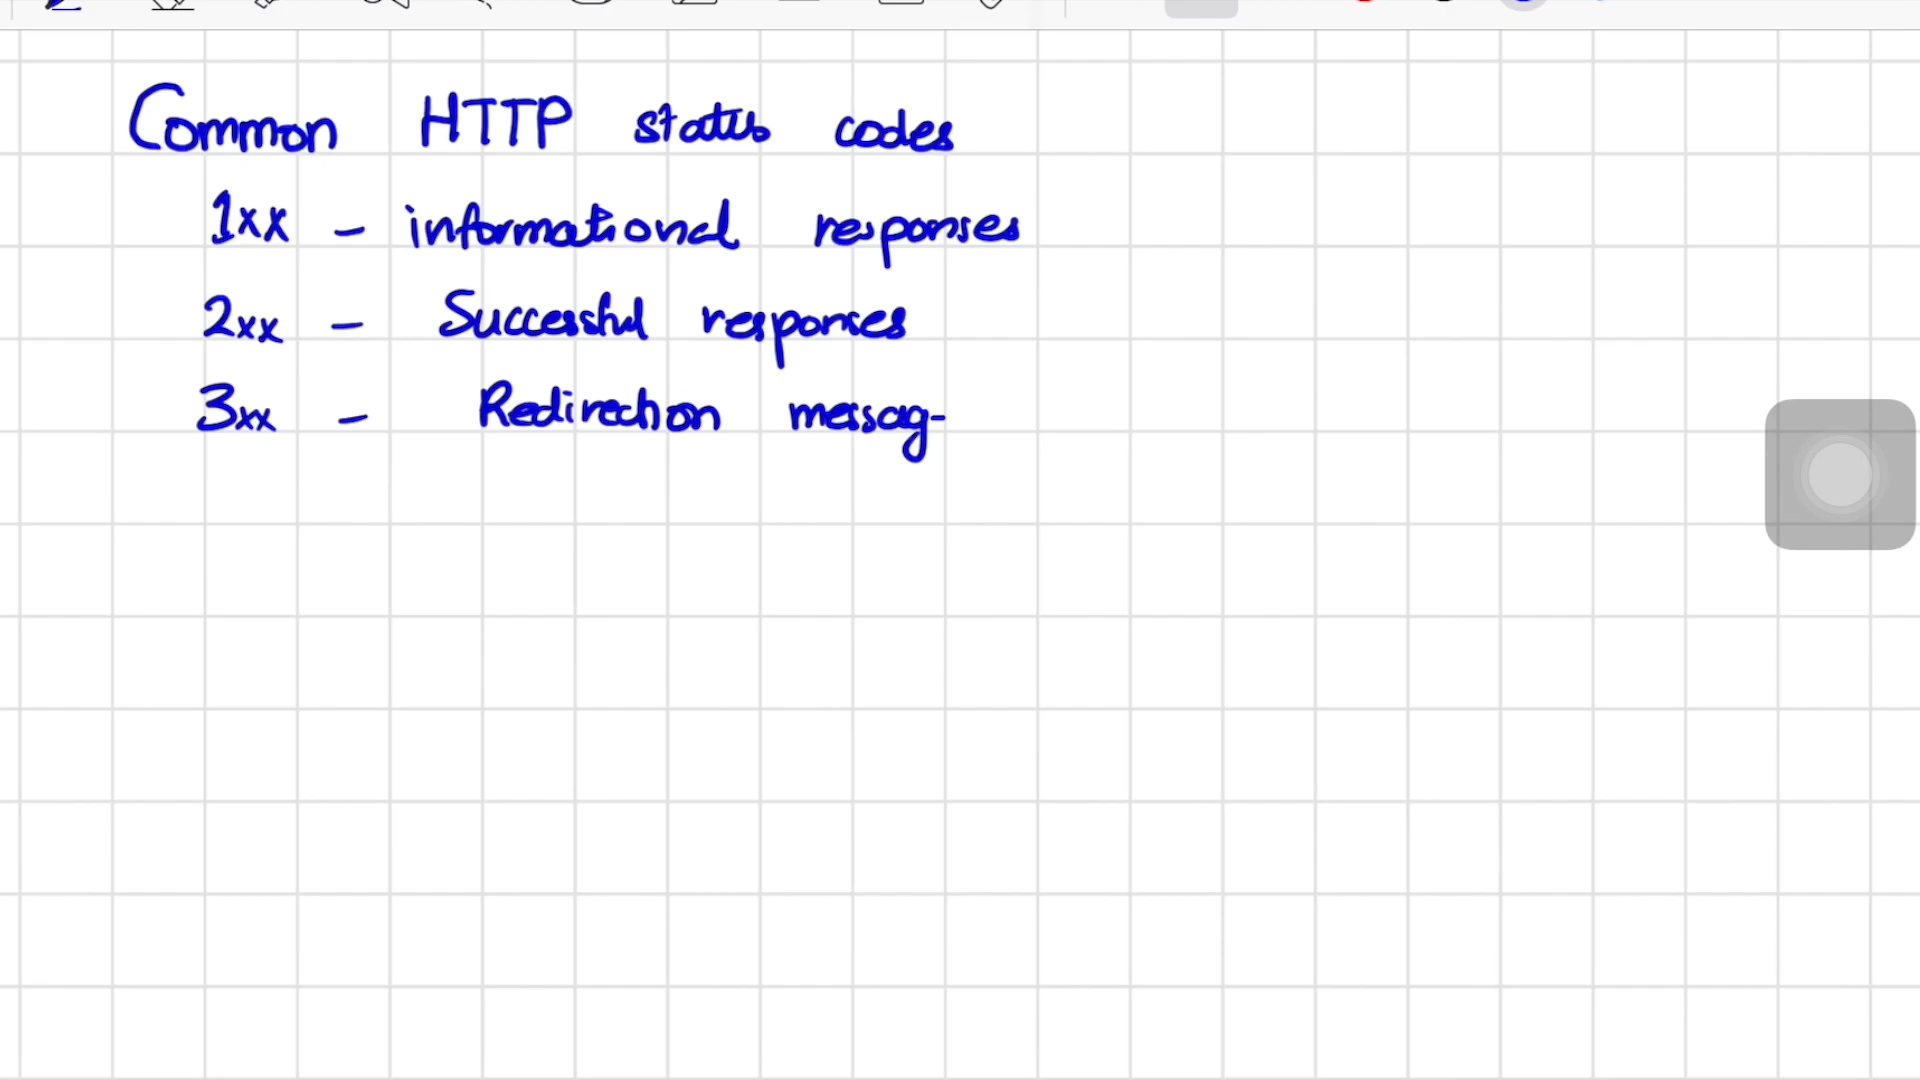 Common HTTP status codes
1xx - informational responses
2xx - Successful responses
3xx - Redirection messag-